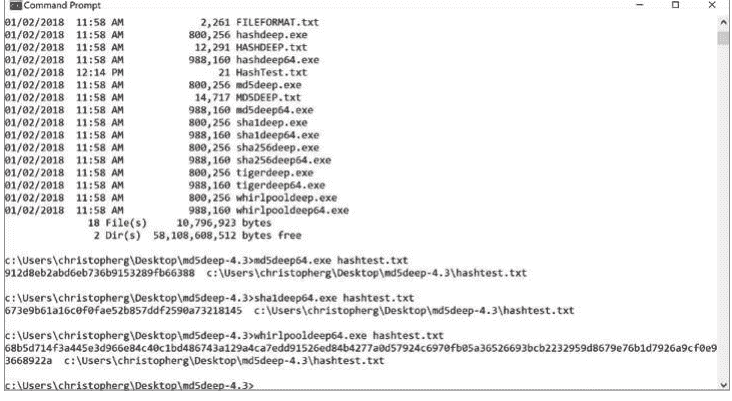 Command Prompt
01/02/2018 11:58 AM 2,261 FILEFORMAT.txt
01/02/2018 11:58 AM 800,256 hashdeep.exe
01/02/2018 11:58 AM 12,291 HASHDEEP.txt
01/02/2018 11:58 AM 988,160 hashdeep64.exe
01/02/2018 12:14 PM 21 HashTest.txt
01/02/2018 11:58 AM 800,256 md5deep.exe
01/02/2018 11:58 AM 14,717 MD5DEEP.txt
01/02/2018 11:58 AM 988,160 md5deep64.exe
01/02/2018 11:58 AM 800,256 sha1deep.exe
01/02/2018 11:58 AM 988,160 sha1deep64.exe
01/02/2018 11:58 AM 800,256 sha256deep.exe
01/02/2018 11:58 AM 988,160 sha256deep64.exe
01/02/2018 11:58 AM 800,256 tigerdeep.exe
01/02/2018 11:58 AM 988,160 tigerdeep64.exe
01/02/2018 11:58 AM 800,256 whirlpooldeep.exe
01/02/2018 11:58 AM 988,160 whirlpooldeep64.exe
18 File(s) 10,796,923 bytes
2 Dir(s) 58,108,608,512 bytes free
c:\Users\christopherg\Desktop\md5deep-4.3>md5deep64.exe hashtest.txt
912d8eb2abd6eb736b9153289fb66388 c:\Users\christopherg\Desktop\md5deep-4.3\hashtest.txt
c:\Users\christopherg\Desktop\md5deep-4.3>sha1deep64.exe hashtest.txt
673e9b61a16c0f0fae52b857ddf2590a73218145 c:\Users\christopherg\Desktop\md5deep-4.3\hashtest.txt
c:\Users\christopherg\Desktop\md5deep-4.3>whirlpooldeep64.exe hashtest.txt
68b5d714f3a445e3d966e84c40c1bd486743a129a4ca7edd91526ed84b4277a0d57924c6970fb05a36526693bcb2232959d8679e76b1d7926a9cf0e9
3668922a c:\Users\christopherg\Desktop\md5deep-4.3\hashtest.txt
c:\Users\christopherg\Desktop\md5deep-4.3>